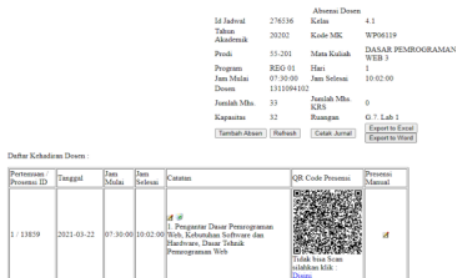 Absensi Dosen
Id Jadwal 276536 Kelas 4.1
Tahun Akademik 20202 Kode MK WP06119
Prodi 55-201 Mata Kuliah DASAR PEMROGRAMAN WEB 3
Program REG 01 Hari 1
Jam Mulai 07:30:00 Jam Selesai 10:02:00
Dosen 1311094102
Jumlah Mhs. 33 Jumlah Mhs. KRS 0
Kapasitas 32 Ruangan G.7. Lab 1
Tambah Absen Refresh Cetak Jurnal Export to Excel
Export to Word
Daftar Kehadiran Dosen :
Pertemuan / Presensi ID Tanggal Jam Mulai Jam Selesai Catatan QR Code Presensi Presensi Manual
1 / 13859 2021-03-22 07:30:00 10:02:00
1. Pengantar Dasar Pemrograman
Web, Kebutuhan Software dan
Hardware, Dasar Teknik
Pemrograman Web
Tidak bisa Scan
silahkan klik :
Disini